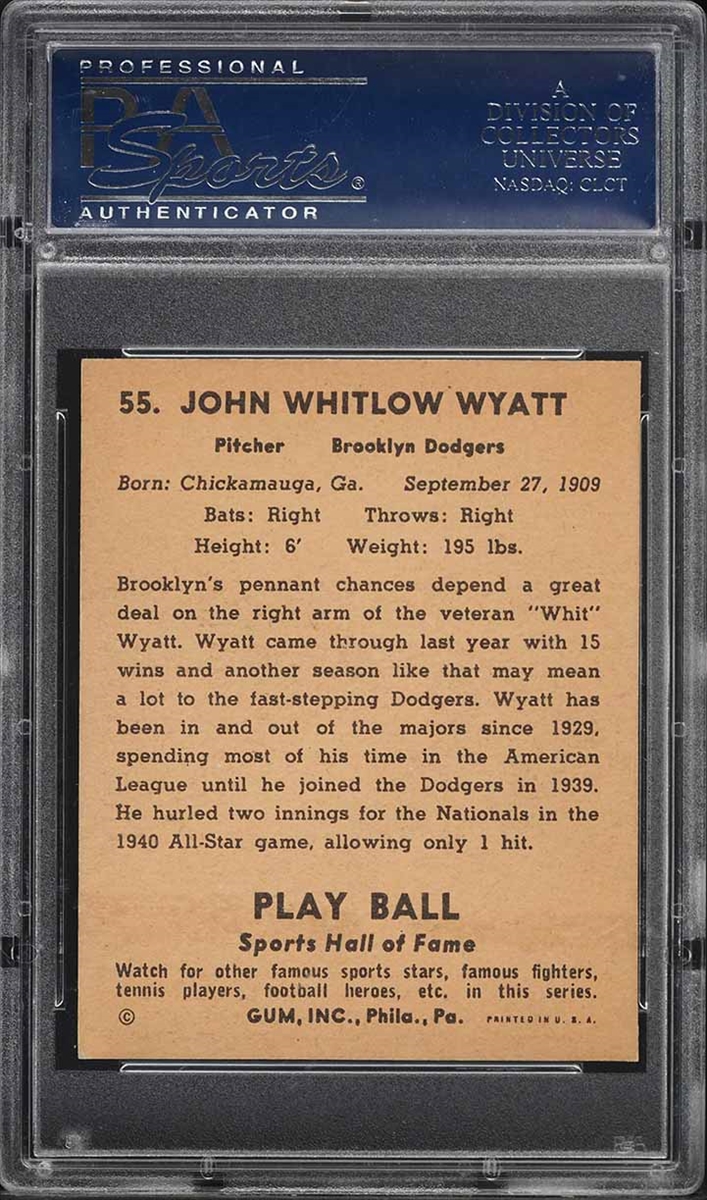 PROFESSIONAL
PSA
Sports®
AUTHENTICATOR
A
DIVISION OF
COLLECTORS
UNIVERSE
NASDAQ: CLCT
55. JOHN WHITLOW WYATT
Pitcher Brooklyn Dodgers
Born: Chickamauga, Ga. September 27, 1909
Bats: Right Throws: Right
Height: 6′ Weight: 195 lbs.
Brooklyn's pennant chances depend a great
deal on the right arm of the veteran "Whit"
Wyatt. Wyatt came through last year with 15
wins and another season like that may mean
a lot to the fast-stepping Dodgers. Wyatt has
been in and out of the majors since 1929,
spending most of his time in the American
League until he joined the Dodgers in 1939.
He hurled two innings for the Nationals in the
1940 All-Star game, allowing only 1 hit.
PLAY BALL
Sports Hall of Fame
Watch for other famous sports stars, famous fighters,
tennis players, football heroes, etc. in this series.
© GUM, INC., Phila., Pa. PRINTED IN U. S. A.